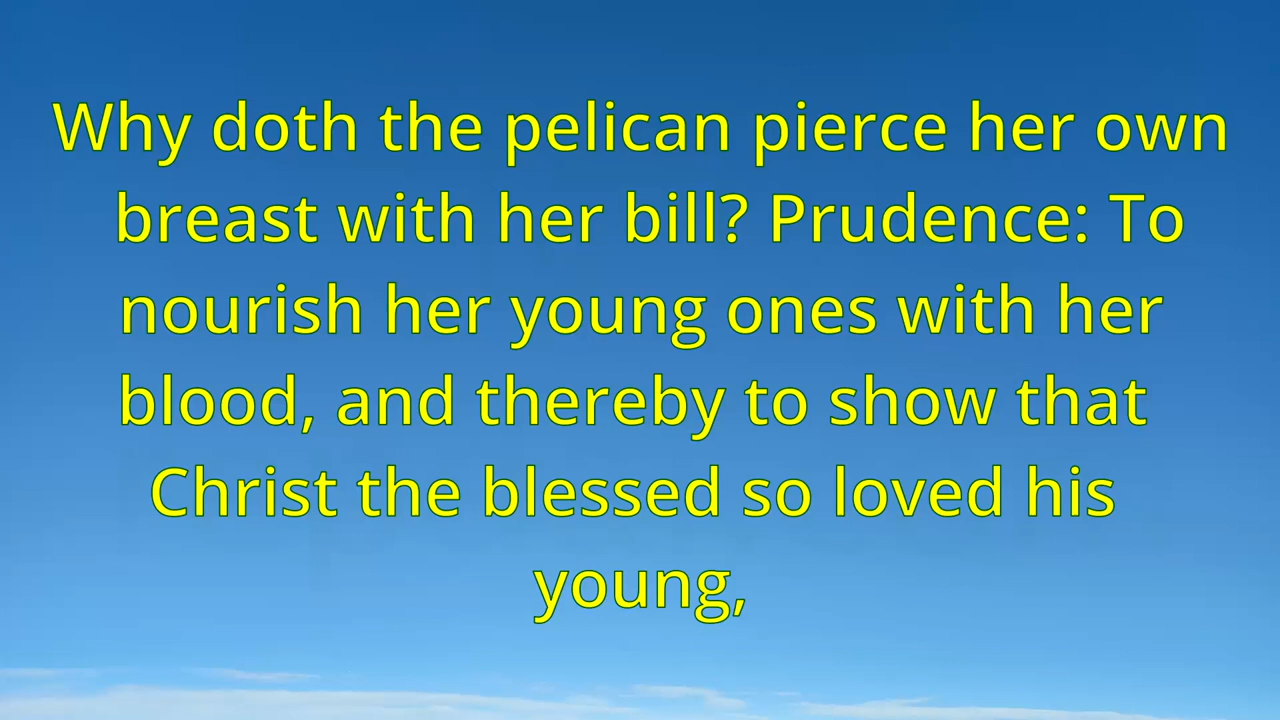 Why doth the pelican pierce her own
breast with her bill? Prudence: To
nourish her young ones with her
blood, and thereby to show that
Christ the blessed so loved his
young,